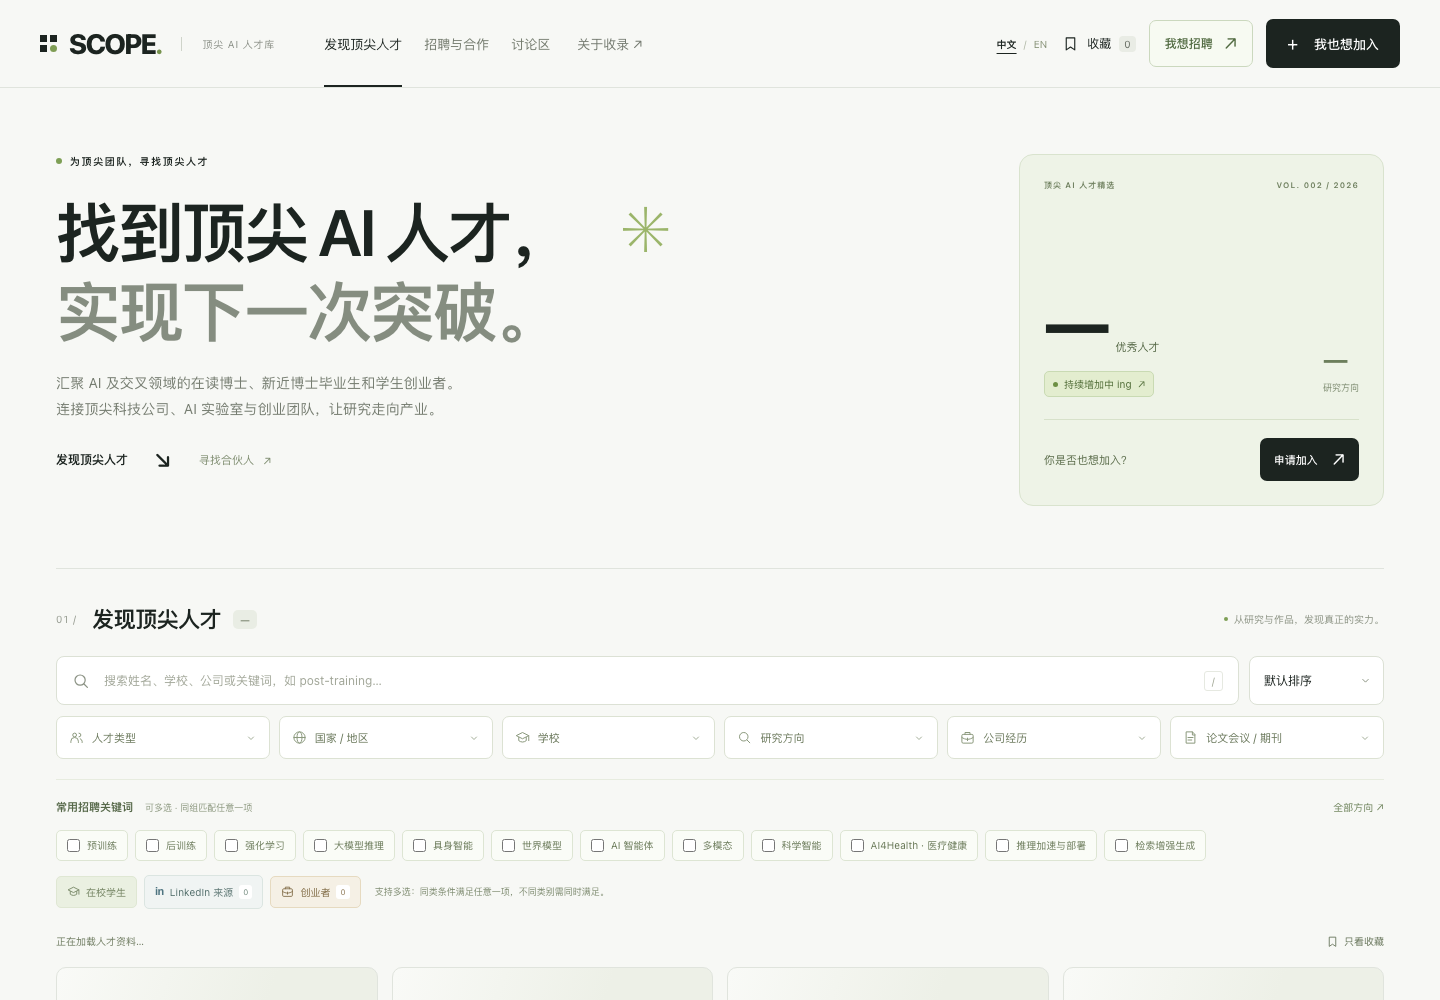 SCOPE.
顶尖 AI 人才库
发现顶尖人才
招聘与合作
讨论区
关于收录 ↗
中文 / EN
收藏 0
我想招聘 ↗
+ 我也想加入
为顶尖团队，寻找顶尖人才
找到顶尖 AI 人才，
实现下一次突破。
汇聚 AI 及交叉领域的在读博士、新近博士毕业生和学生创业者。
连接顶尖科技公司、AI 实验室与创业团队，让研究走向产业。
发现顶尖人才 ↘
寻找合伙人 ↗
顶尖 AI 人才精选
VOL. 002 / 2026
— 优秀人才
持续增加中 ing ↗
—
研究方向
你是否也想加入?
申请加入 ↗
01 / 发现顶尖人才 —
从研究与作品，发现真正的实力。
搜索姓名、学校、公司或关键词，如 post-training...
/
默认排序
人才类型
国家 / 地区
学校
研究方向
公司经历
论文会议 / 期刊
常用招聘关键词
可多选 · 同组匹配任意一项
全部方向 ↗
预训练
后训练
强化学习
大模型推理
具身智能
世界模型
AI 智能体
多模态
科学智能
AI4Health · 医疗健康
推理加速与部署
检索增强生成
在校学生
in LinkedIn 来源 0
创业者 0
支持多选：同类条件满足任意一项，不同类别需同时满足。
正在加载人才资料...
只看收藏